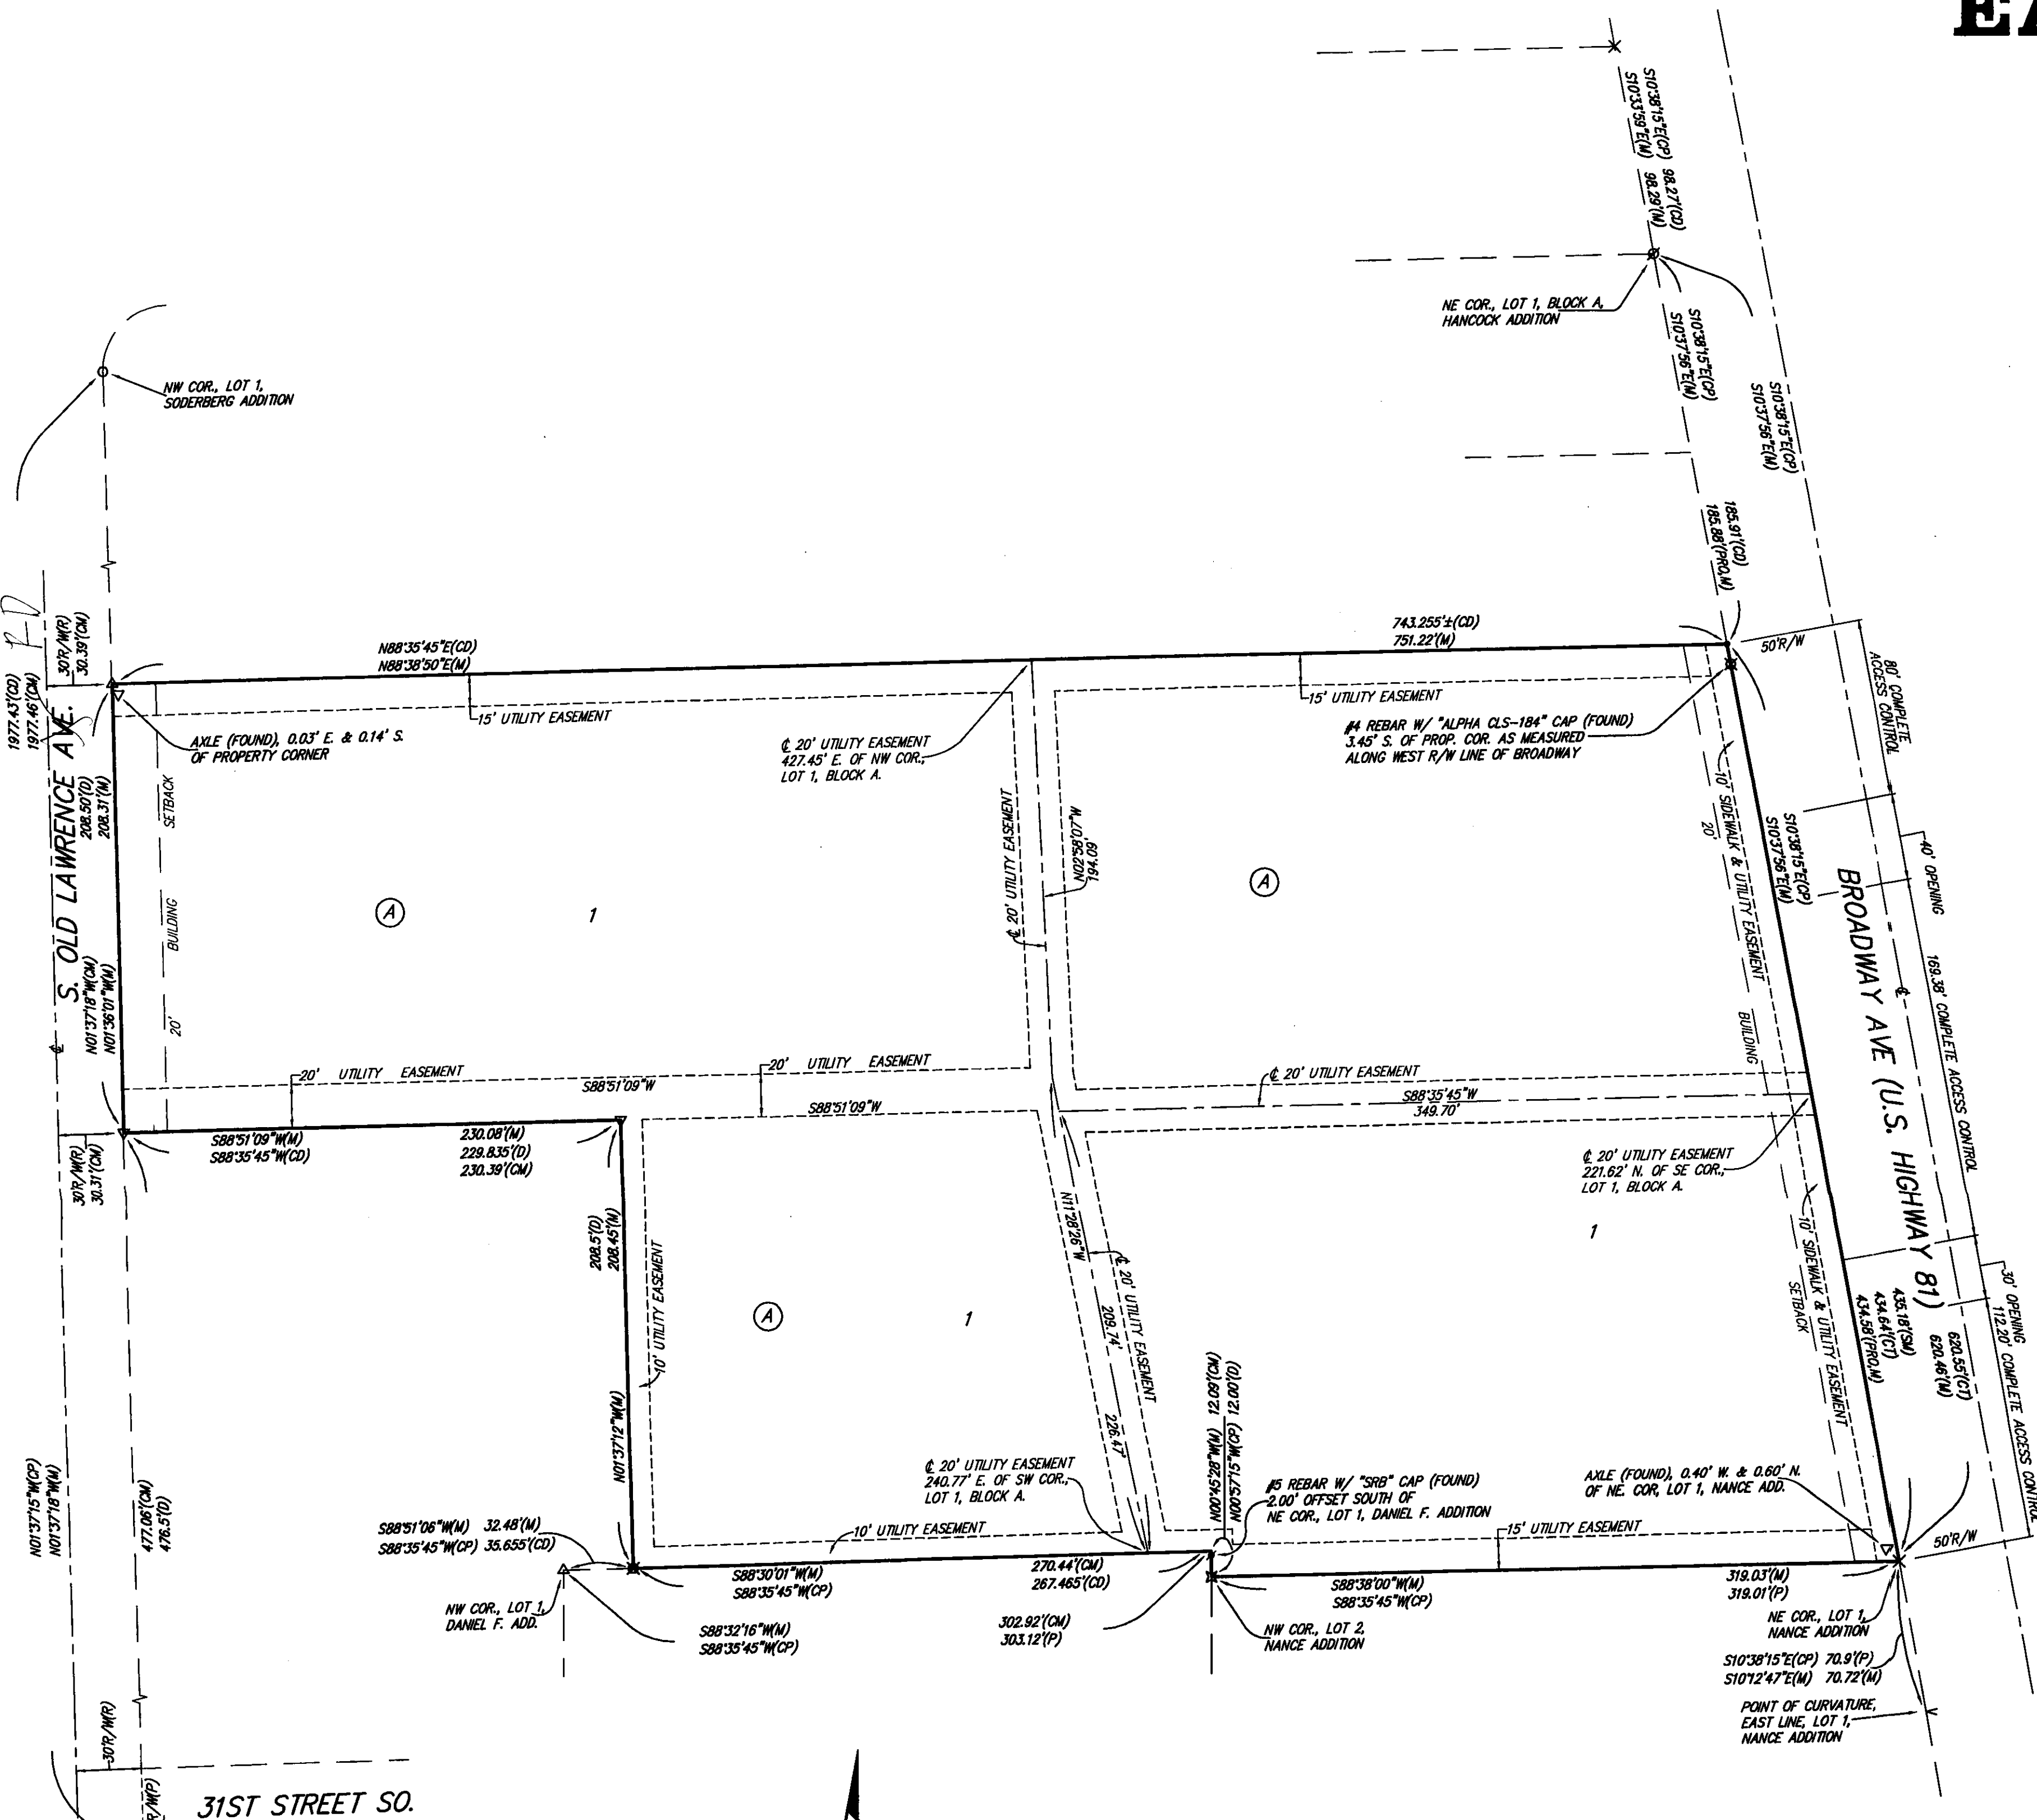 S10°38'15"E(CP) 98.27'(CD)
S10°33'59"E(M) 98.29'(M)
NE COR., LOT 1, BLOCK A,
HANCOCK ADDITION
S10°38'15"E(CP)
S10°37'56"E(M)
S10°38'15"E(CP)
S10°37'56"E(M)
NW COR., LOT 1,
SODERBERG ADDITION
185.91'(CD)
185.88'(PRO,M)
30'R/W(R)
30.39'(CM)
1977.43'(CD)
1977.46'(CM)
N88°35'45"E(CD)
N88°38'50"E(M)
743.255'±(CD)
751.22'(M)
50'R/W
80' COMPLETE
ACCESS CONTROL
15' UTILITY EASEMENT
15' UTILITY EASEMENT
AXLE (FOUND), 0.03' E. & 0.14' S.
OF PROPERTY CORNER
℄ 20' UTILITY EASEMENT
427.45' E. OF NW COR.,
LOT 1, BLOCK A.
#4 REBAR W/ "ALPHA CLS-184" CAP (FOUND)
3.45' S. OF PROP. COR. AS MEASURED
ALONG WEST R/W LINE OF BROADWAY
S. OLD LAWRENCE AVE.
208.50'(D)
208.31'(M)
N01°37'18"W(CM)
N01°36'01"W(M)
20' BUILDING SETBACK
℄ 20' UTILITY EASEMENT
N02°58'07"W
194.09'
10' SIDEWALK & UTILITY EASEMENT
20'
BUILDING
S10°38'15"E(CP)
S10°37'56"E(M)
40' OPENING
BROADWAY AVE (U.S. HIGHWAY 81)
℄
169.38' COMPLETE ACCESS CONTROL
A
1
A
20' UTILITY EASEMENT
S88°51'09"W
20' UTILITY EASEMENT
S88°51'09"W
℄ 20' UTILITY EASEMENT
S88°35'45"W
349.70'
℄
30'R/W(R)
30.31'(CM)
S88°51'09"W(M)
S88°35'45"W(CD)
230.08'(M)
229.835'(D)
230.39'(CM)
℄ 20' UTILITY EASEMENT
221.62' N. OF SE COR.,
LOT 1, BLOCK A.
208.5'(D)
208.45'(M)
N01°37'12"W(M)
10' UTILITY EASEMENT
N11°28'26"W
209.74'
226.47'
℄ 20' UTILITY EASEMENT
1
10' SIDEWALK & UTILITY EASEMENT
SETBACK
30' OPENING
112.20' COMPLETE ACCESS CONTROL
435.18'(SM)
434.64'(CT)
434.58'(PRO,M)
620.55'(CT)
620.46'(M)
A
1
℄ 20' UTILITY EASEMENT
240.77' E. OF SW COR.,
LOT 1, BLOCK A.
N00°45'28"W(M) 12.09'(CM)
N00°57'15"W(CP) 12.00'(D)
#5 REBAR W/ "SRB" CAP (FOUND)
2.00' OFFSET SOUTH OF
NE COR., LOT 1, DANIEL F. ADDITION
AXLE (FOUND), 0.40' W. & 0.60' N.
OF NE. COR, LOT 1, NANCE ADD.
N01°37'15"W(CP)
N01°37'18"W(M)
477.06'(CM)
476.5'(D)
S88°51'06"W(M) 32.48'(M)
S88°35'45"W(CP) 35.655'(CD)
10' UTILITY EASEMENT
15' UTILITY EASEMENT
50'R/W
S88°30'01"W(M)
S88°35'45"W(CP)
270.44'(CM)
267.465'(CD)
S88°38'00"W(M)
S88°35'45"W(CP)
319.03'(M)
319.01'(P)
NW COR., LOT 1,
DANIEL F. ADD.
S88°32'16"W(M)
S88°35'45"W(CP)
302.92'(CM)
303.12'(P)
NW COR., LOT 2,
NANCE ADDITION
NE COR., LOT 1,
NANCE ADDITION
S10°38'15"E(CP) 70.9'(P)
S10°12'47"E(M) 70.72'(M)
POINT OF CURVATURE,
EAST LINE, LOT 1,
NANCE ADDITION
30'R/W(R)
R/W(P)
31ST STREET SO.